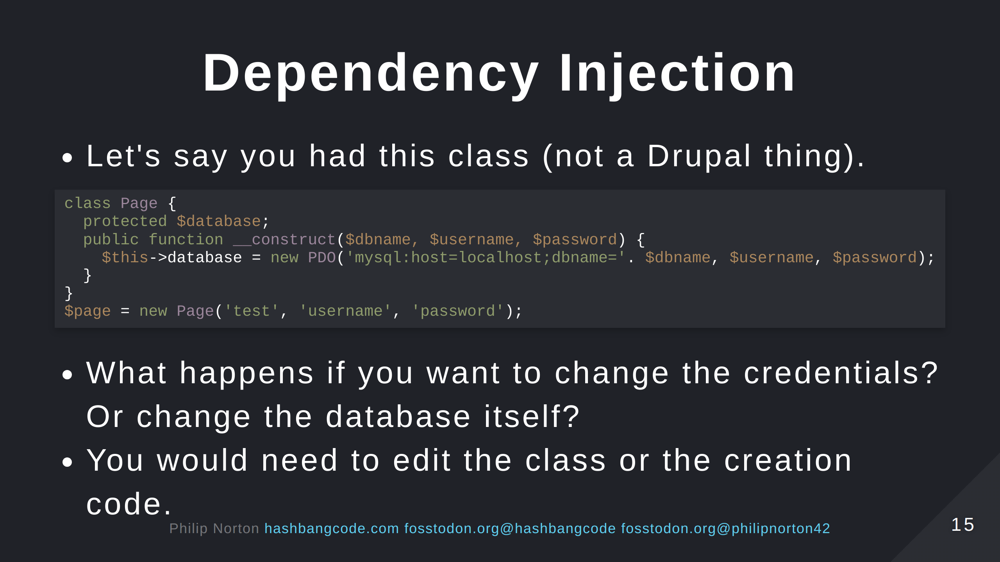 Dependency Injection
• Let's say you had this class (not a Drupal thing).
class Page {
  protected $database;
  public function __construct($dbname, $username, $password) {
    $this->database = new PDO('mysql:host=localhost;dbname='. $dbname, $username, $password);
  }
}
$page = new Page('test', 'username', 'password');
• What happens if you want to change the credentials?
Or change the database itself?
• You would need to edit the class or the creation
code.
Philip Norton hashbangcode.com fosstodon.org@hashbangcode fosstodon.org@philipnorton42
15